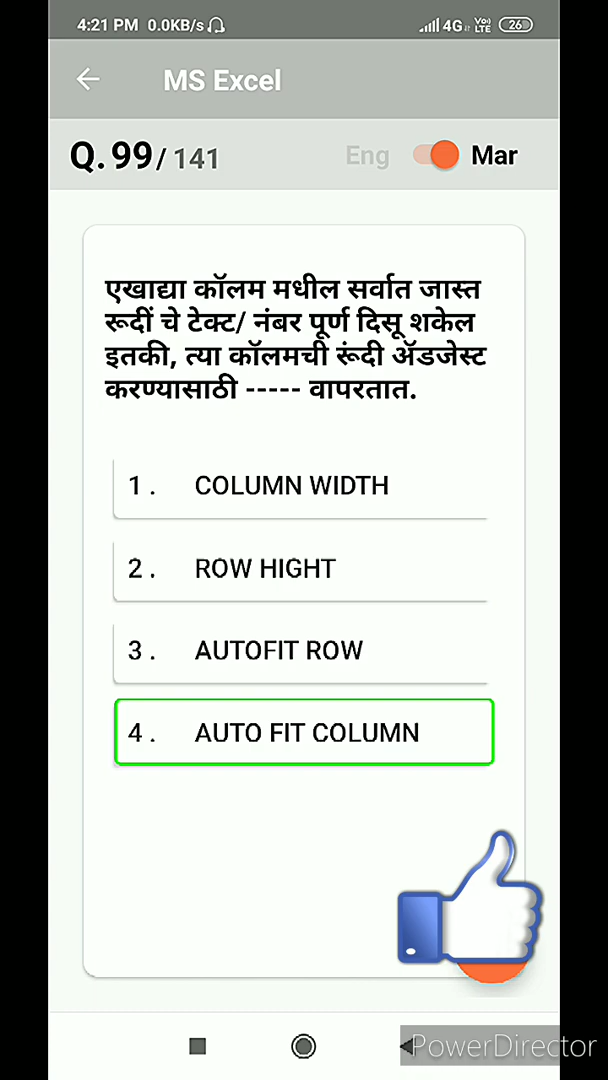 4:21 PM 0.0KB/s 4G VoLTE 26
MS Excel
Q. 99/ 141 Eng Mar
एखाद्या कॉलम मधील सर्वात जास्त
रूदीं चे टेक्ट/ नंबर पूर्ण दिसू शकेल
इतकी, त्या कॉलमची रूंदी ॲडजेस्ट
करण्यासाठी ----- वापरतात.
1 . COLUMN WIDTH
2 . ROW HIGHT
3 . AUTOFIT ROW
4 . AUTO FIT COLUMN
PowerDirector